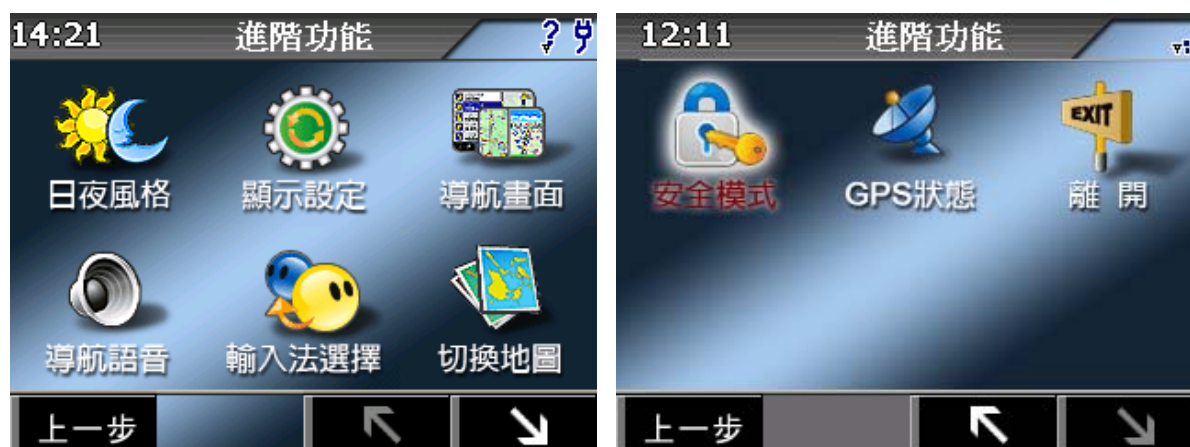 14:21 進階功能
日夜風格 顯示設定 導航畫面
導航語音 輸入法選擇 切換地圖
上一步
12:11 進階功能
EXIT
安全模式 GPS狀態 離 開
上一步